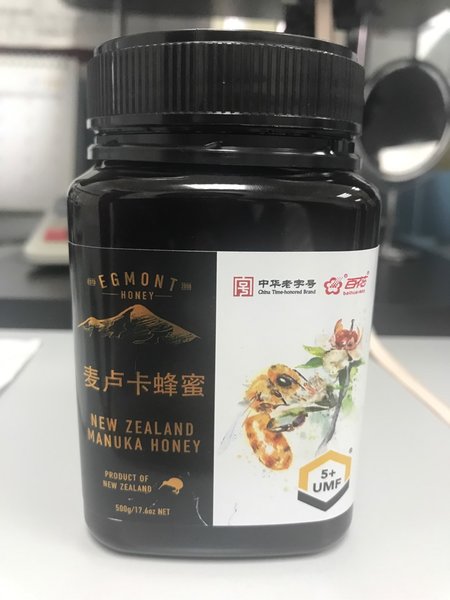 EGMONT
HONEY
麦卢卡蜂蜜
NEW ZEALAND
MANUKA HONEY
PRODUCT OF
NEW ZEALAND
500g/17.6oz NET
中华老字号
China Time-honored Brand
百花
5+
UMF